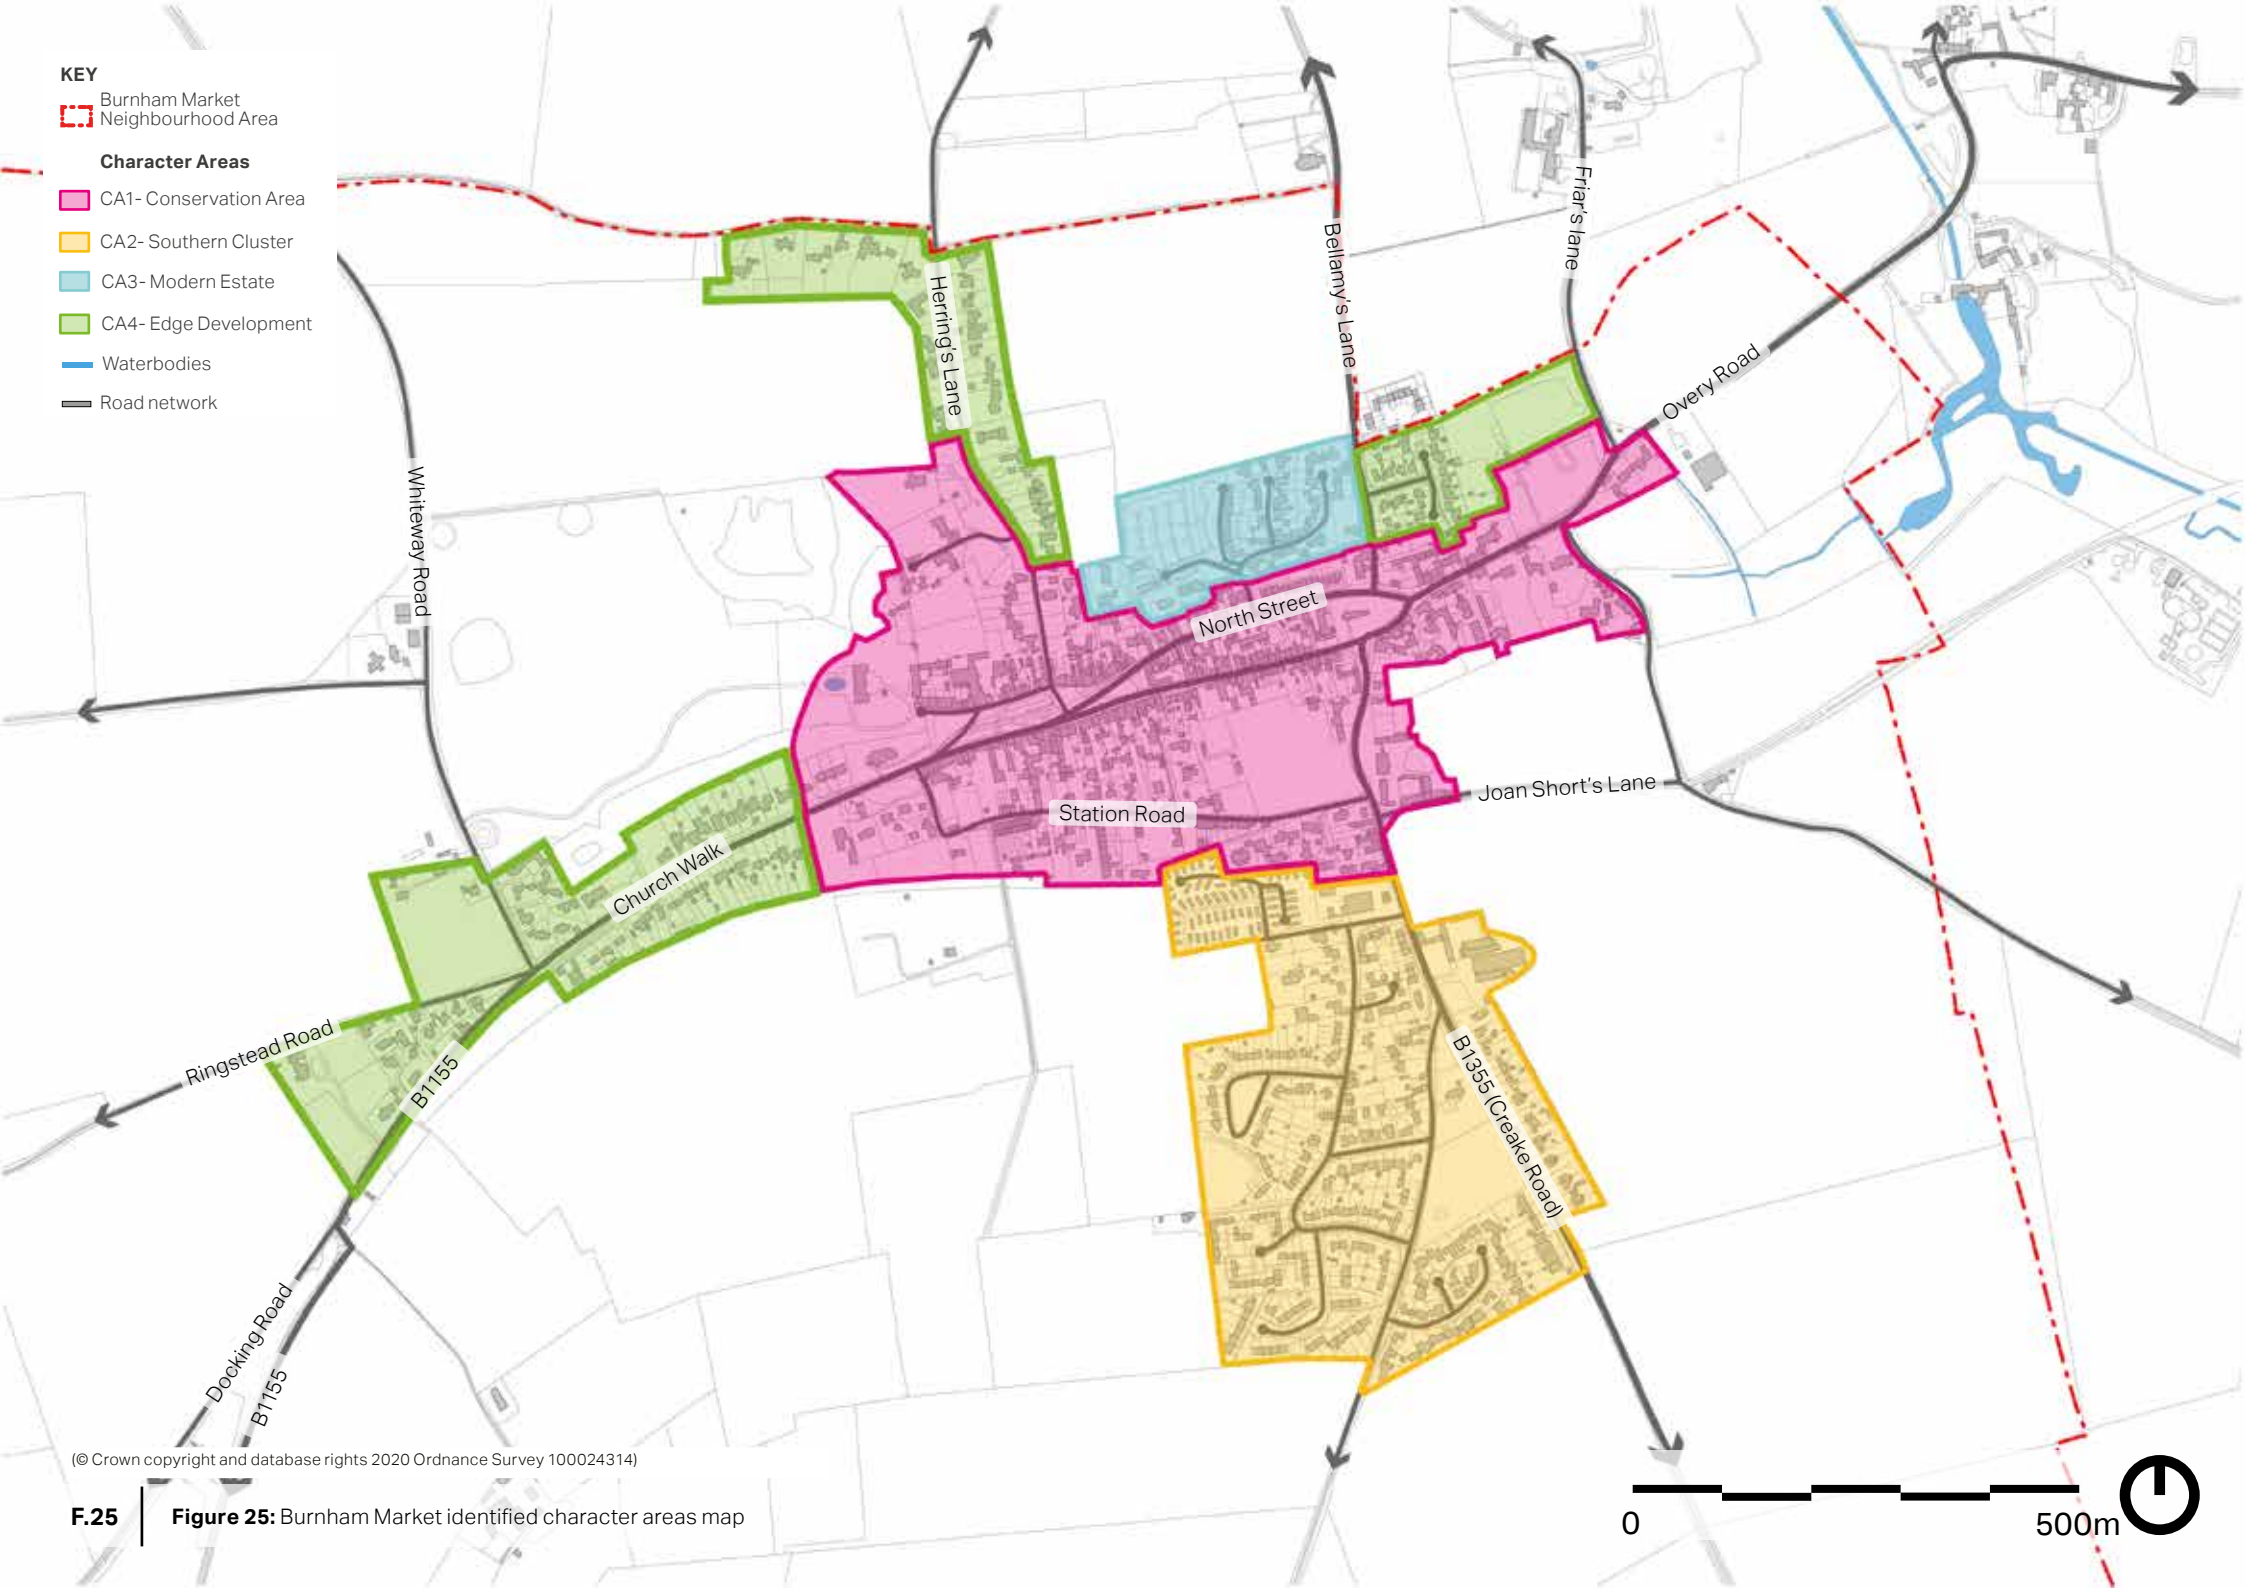 KEY
Burnham Market
Neighbourhood Area
Character Areas
CA1- Conservation Area
CA2- Southern Cluster
CA3- Modern Estate
CA4- Edge Development
Waterbodies
Road network
Herring's Lane
Bellamy's Lane
Friar's lane
Overy Road
Whiteway Road
North Street
Station Road
Joan Short's Lane
Church Walk
Ringstead Road
B1155
B1355 (Creake Road)
Docking Road
B1155
(© Crown copyright and database rights 2020 Ordnance Survey 100024314)
F.25
Figure 25: Burnham Market identified character areas map
0
500m